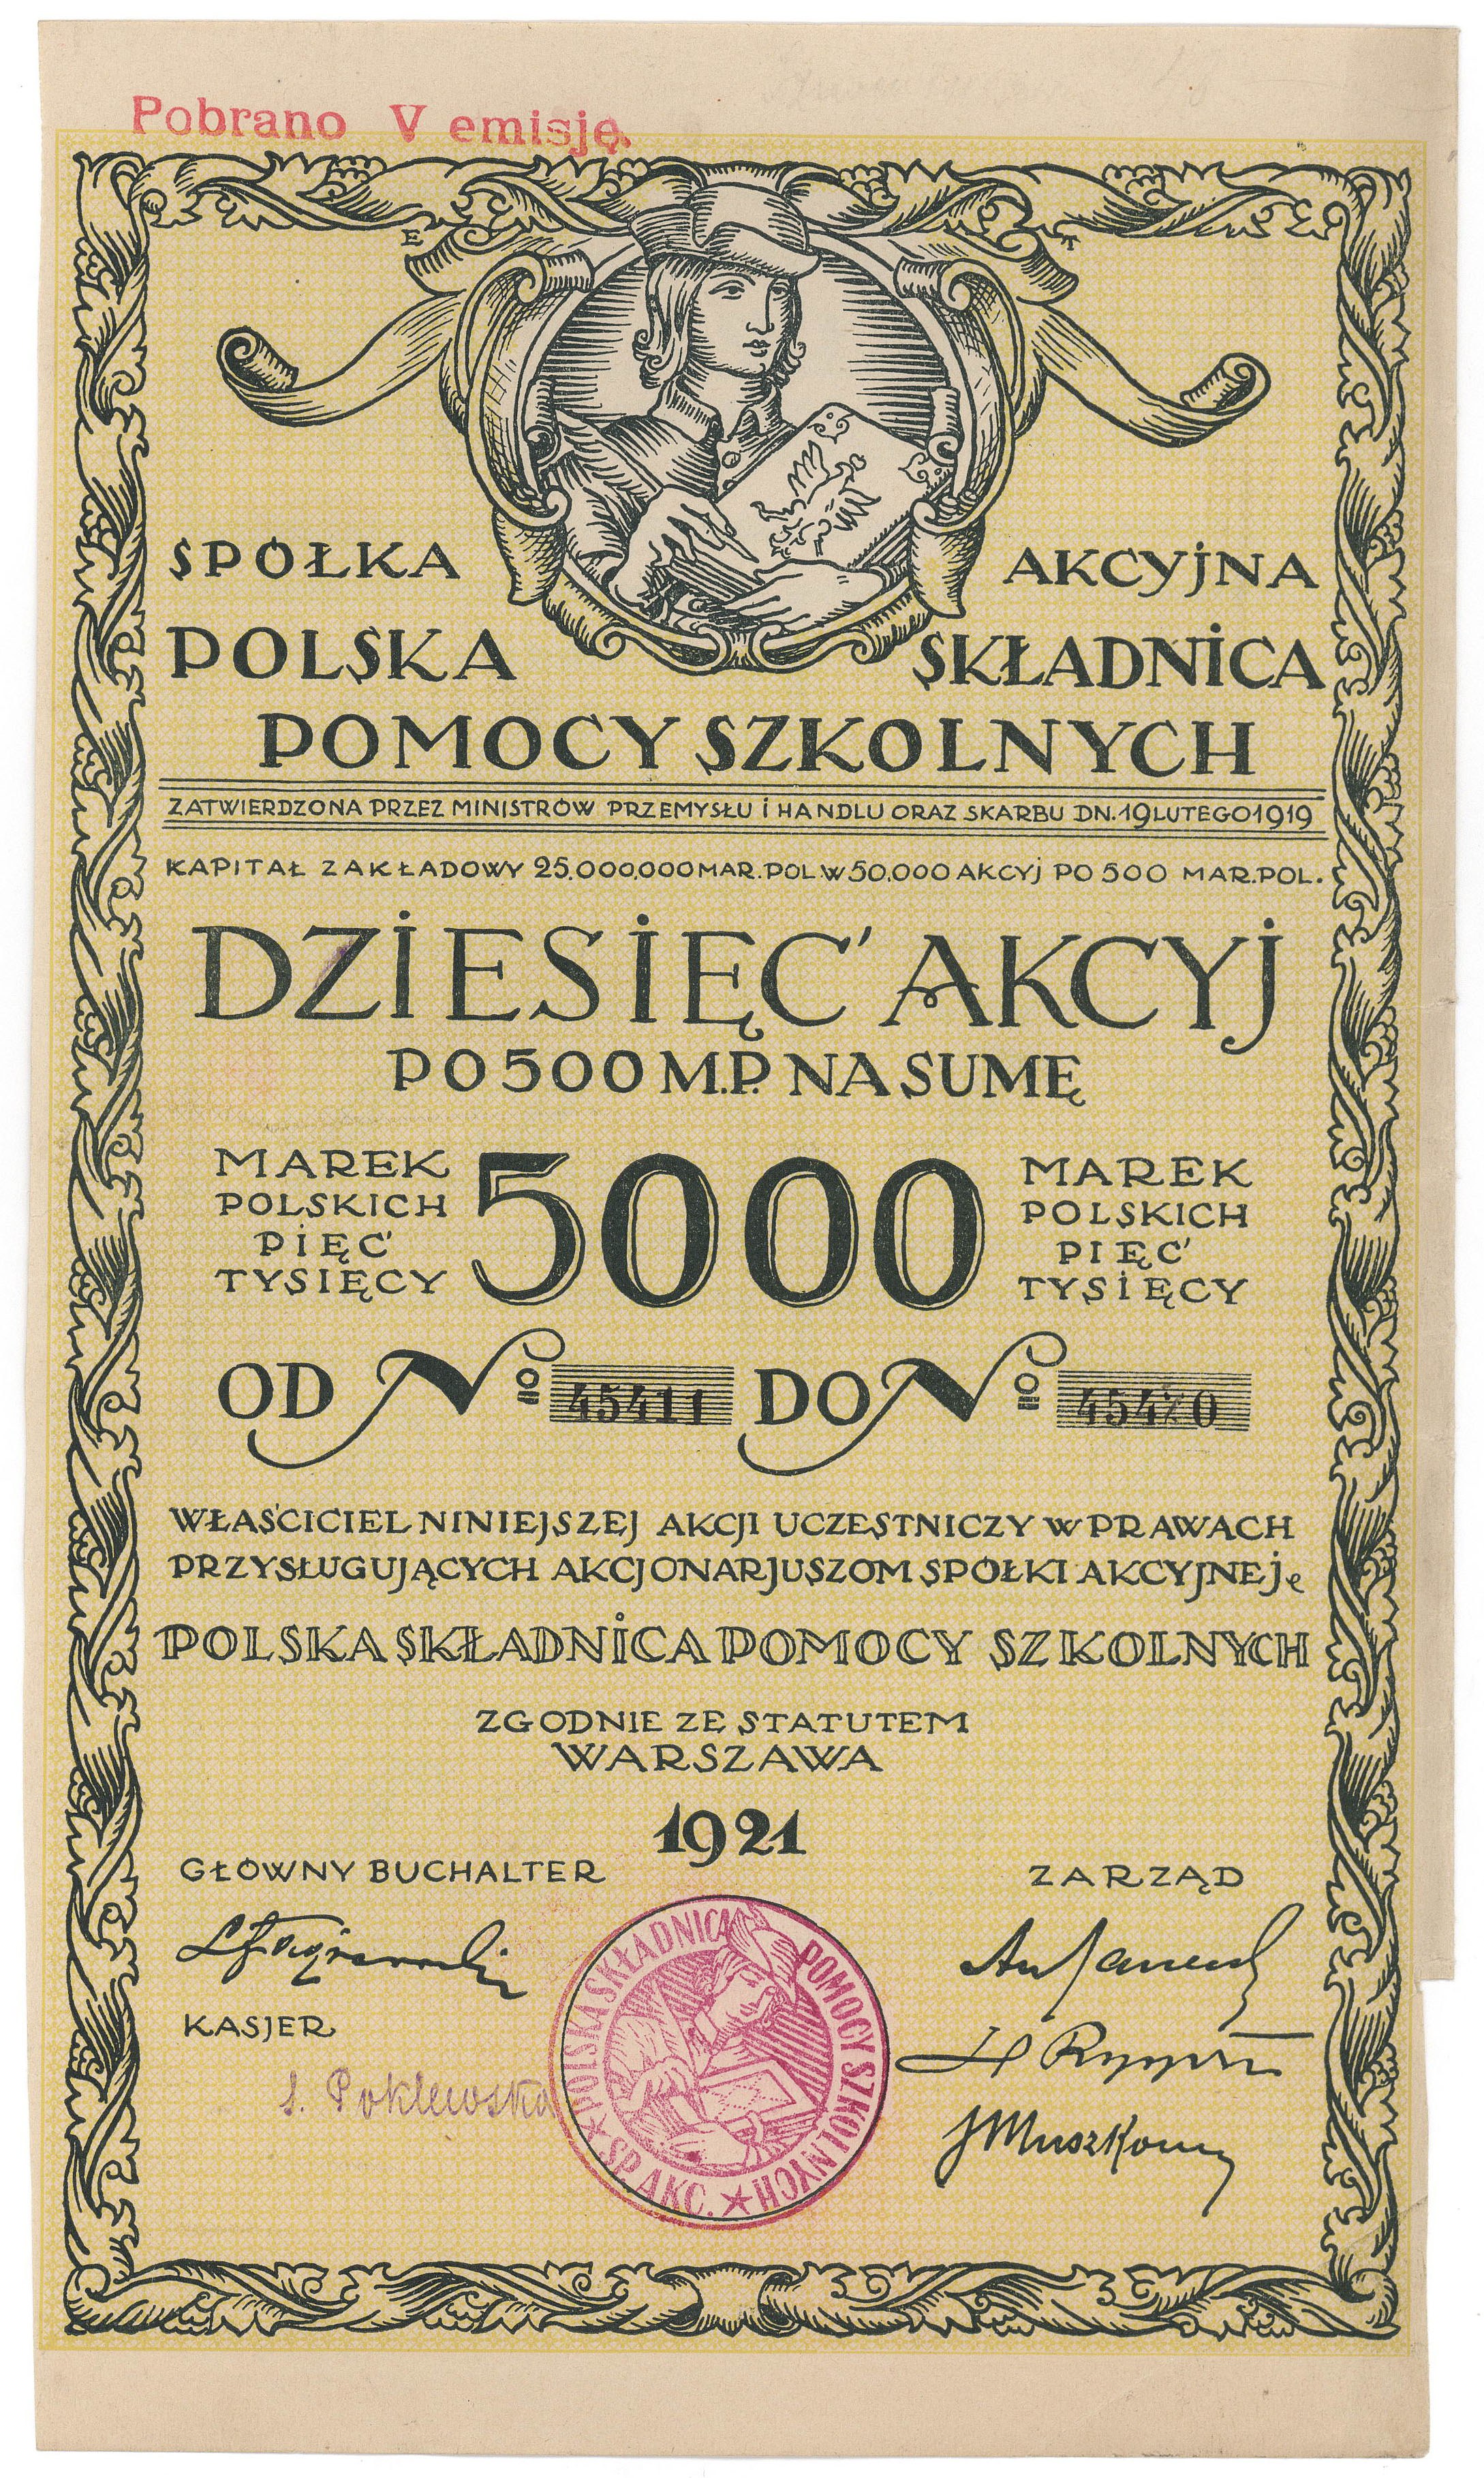 Pobrano V emisję.
E T
SPÓŁKA AKCYJNA
POLSKA SKŁADNICA
POMOCY SZKOLNYCH
ZATWIERDZONA PRZEZ MINISTRÓW PRZEMYSŁU i HANDLU ORAZ SKARBU DN. 19 LUTEGO 1919
KAPITAŁ ZAKŁADOWY 25.000.000 MAR. POL. W 50.000 AKCYJ PO 500 MAR. POL.
DZIESIĘĆ AKCYJ
PO 500 M.P. NA SUMĘ
MAREK
POLSKICH
PIĘĆ
TYSIĘCY
5000
MAREK
POLSKICH
PIĘĆ
TYSIĘCY
OD No 45411 DO No 45420
WŁAŚCICIEL NINIEJSZEJ AKCJI UCZESTNICZY W PRAWACH
PRZYSŁUGUJĄCYCH AKCJONARJUSZOM SPÓŁKI AKCYJNEJ
POLSKA SKŁADNICA POMOCY SZKOLNYCH
ZGODNIE ZE STATUTEM
WARSZAWA
1921
GŁÓWNY BUCHALTER
ZARZĄD
KASJER
S. Poklewska
POLSKA SKŁADNICA POMOCY SZKOLNYCH
SP. AKC.